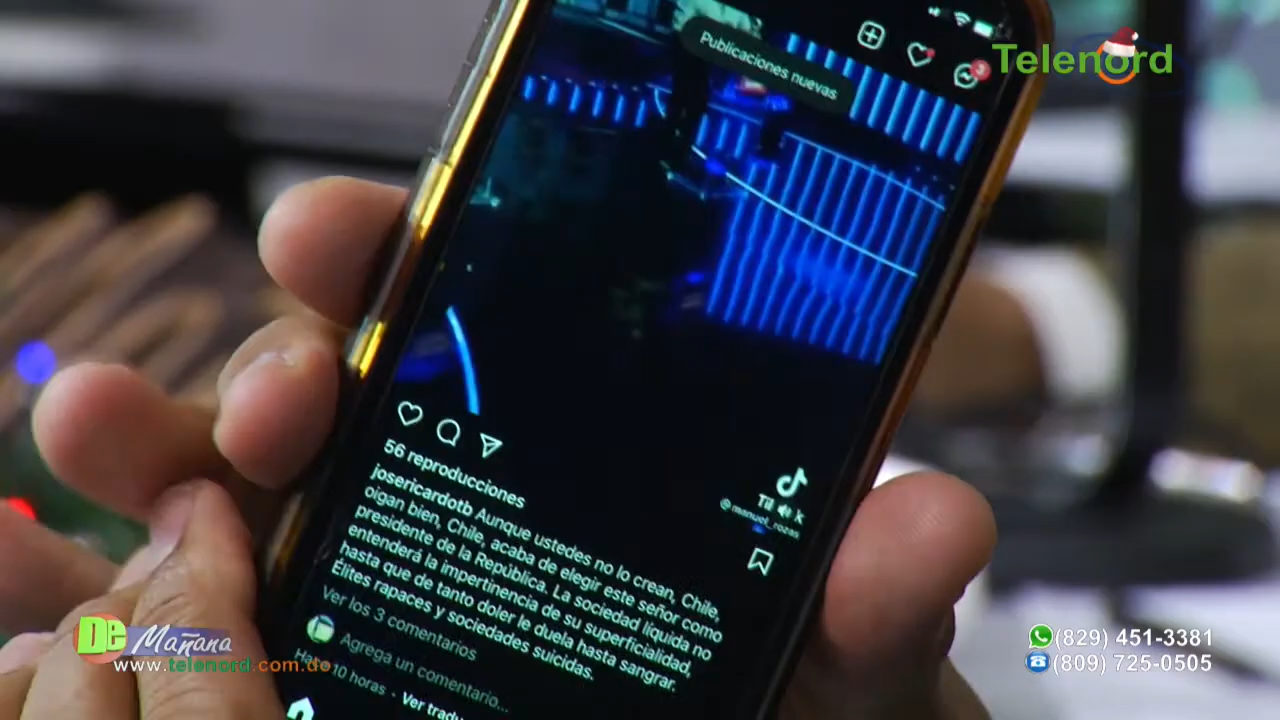 Publicaciones nuevas
3
Telenord
56 reproducciones
josericardotb Aunque ustedes no lo crean, Chile,
oigan bien, Chile, acaba de elegir este señor como
presidente de la República. La sociedad líquida no
entenderá la impertinencia de su superficialidad,
hasta que de tanto doler le duela hasta sangrar.
Élites rapaces y sociedades suicidas.
Ver los 3 comentarios
Agrega un comentario...
10 horas · Ver
De Mañana
www.telenord.com.do
(829) 451-3381
(809) 725-0505